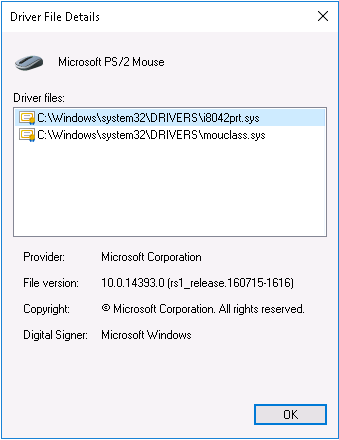 Driver File Details
Microsoft PS/2 Mouse
Driver files:
C:\Windows\system32\DRIVERS\i8042prt.sys
C:\Windows\system32\DRIVERS\mouclass.sys
Provider: Microsoft Corporation
File version: 10.0.14393.0 (rs1_release.160715-1616)
Copyright: © Microsoft Corporation. All rights reserved.
Digital Signer: Microsoft Windows
OK